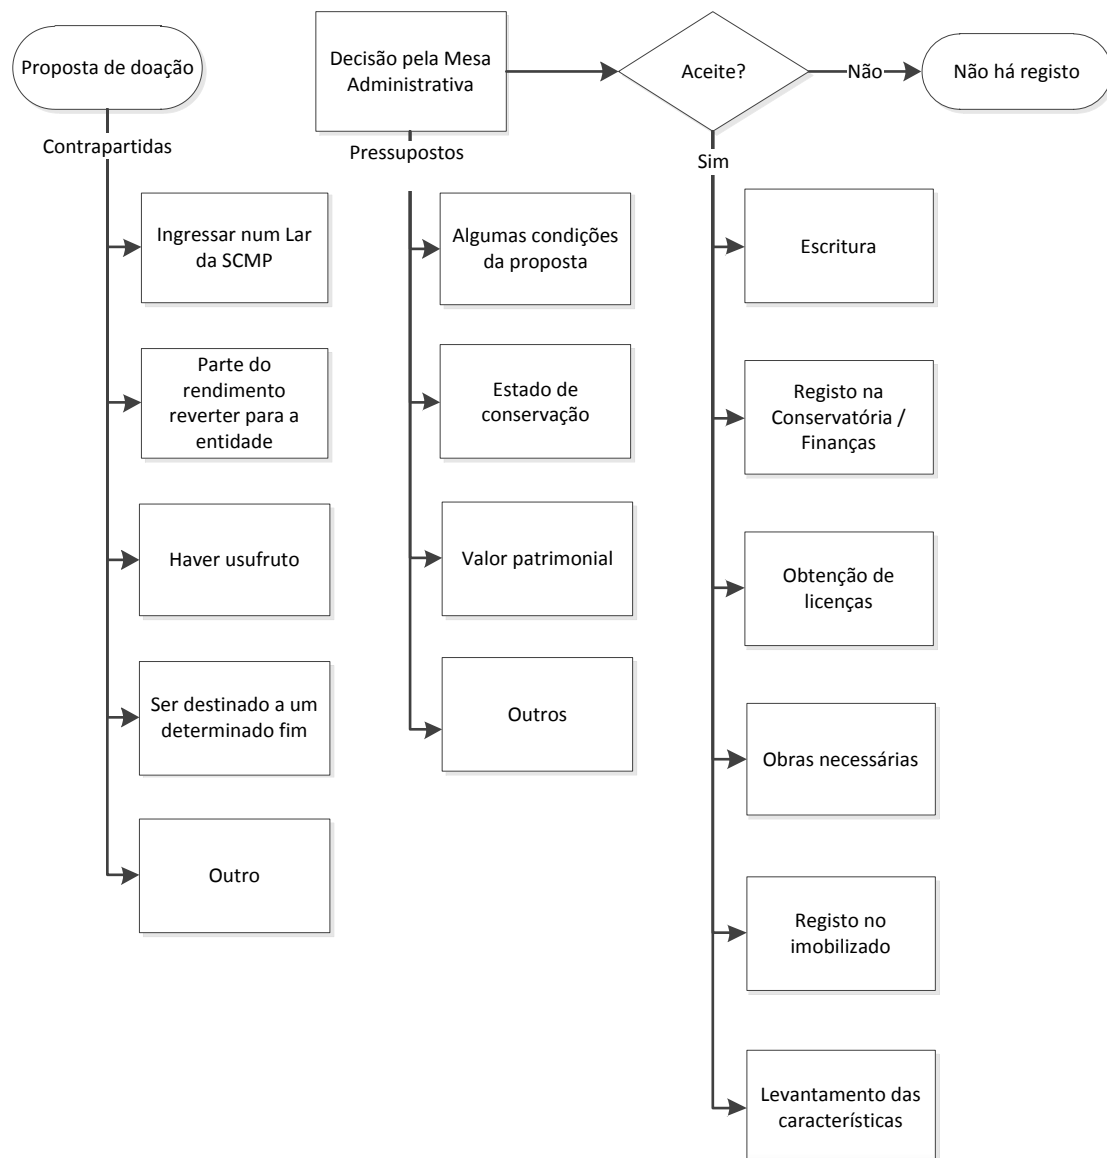 Proposta de doação
Contrapartidas
Ingressar num Lar
da SCMP
Parte do
rendimento
reverter para a
entidade
Haver usufruto
Ser destinado a um
determinado fim
Outro
Decisão pela Mesa
Administrativa
Pressupostos
Algumas condições
da proposta
Estado de
conservação
Valor patrimonial
Outros
Aceite?
Não
Não há registo
Sim
Escritura
Registo na
Conservatória /
Finanças
Obtenção de
licenças
Obras necessárias
Registo no
imobilizado
Levantamento das
características